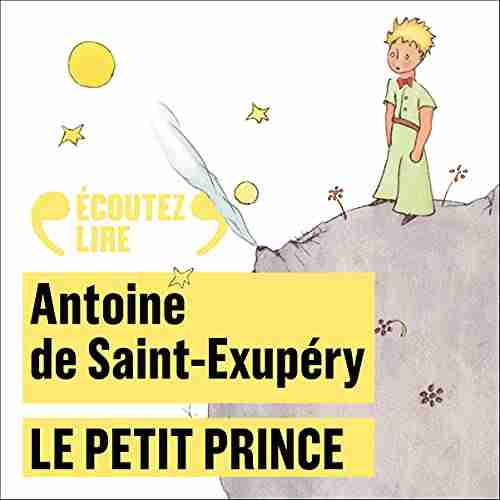 ÉCOUTEZ
LIRE
Antoine
de Saint-Exupéry
LE PETIT PRINCE